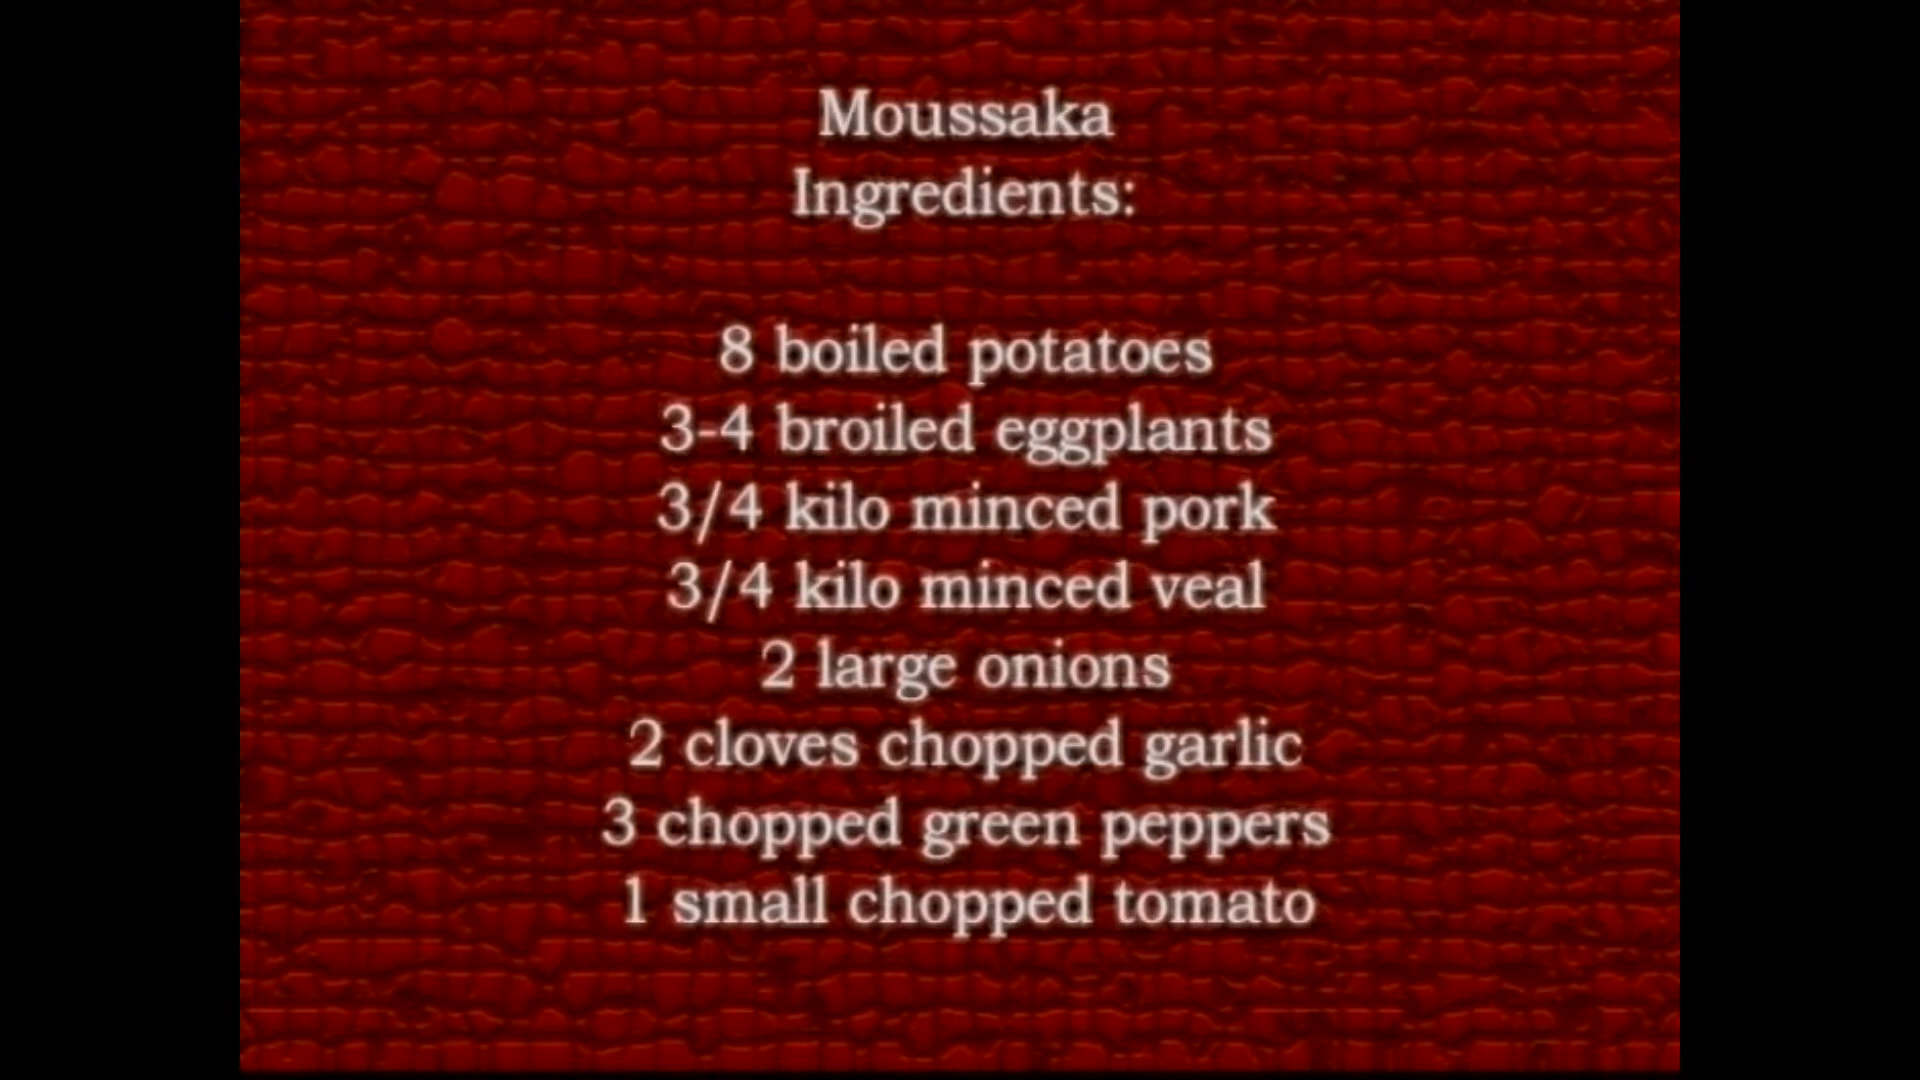 Moussaka
Ingredients:
8 boiled potatoes
3-4 broiled eggplants
3/4 kilo minced pork
3/4 kilo minced veal
2 large onions
2 cloves chopped garlic
3 chopped green peppers
1 small chopped tomato